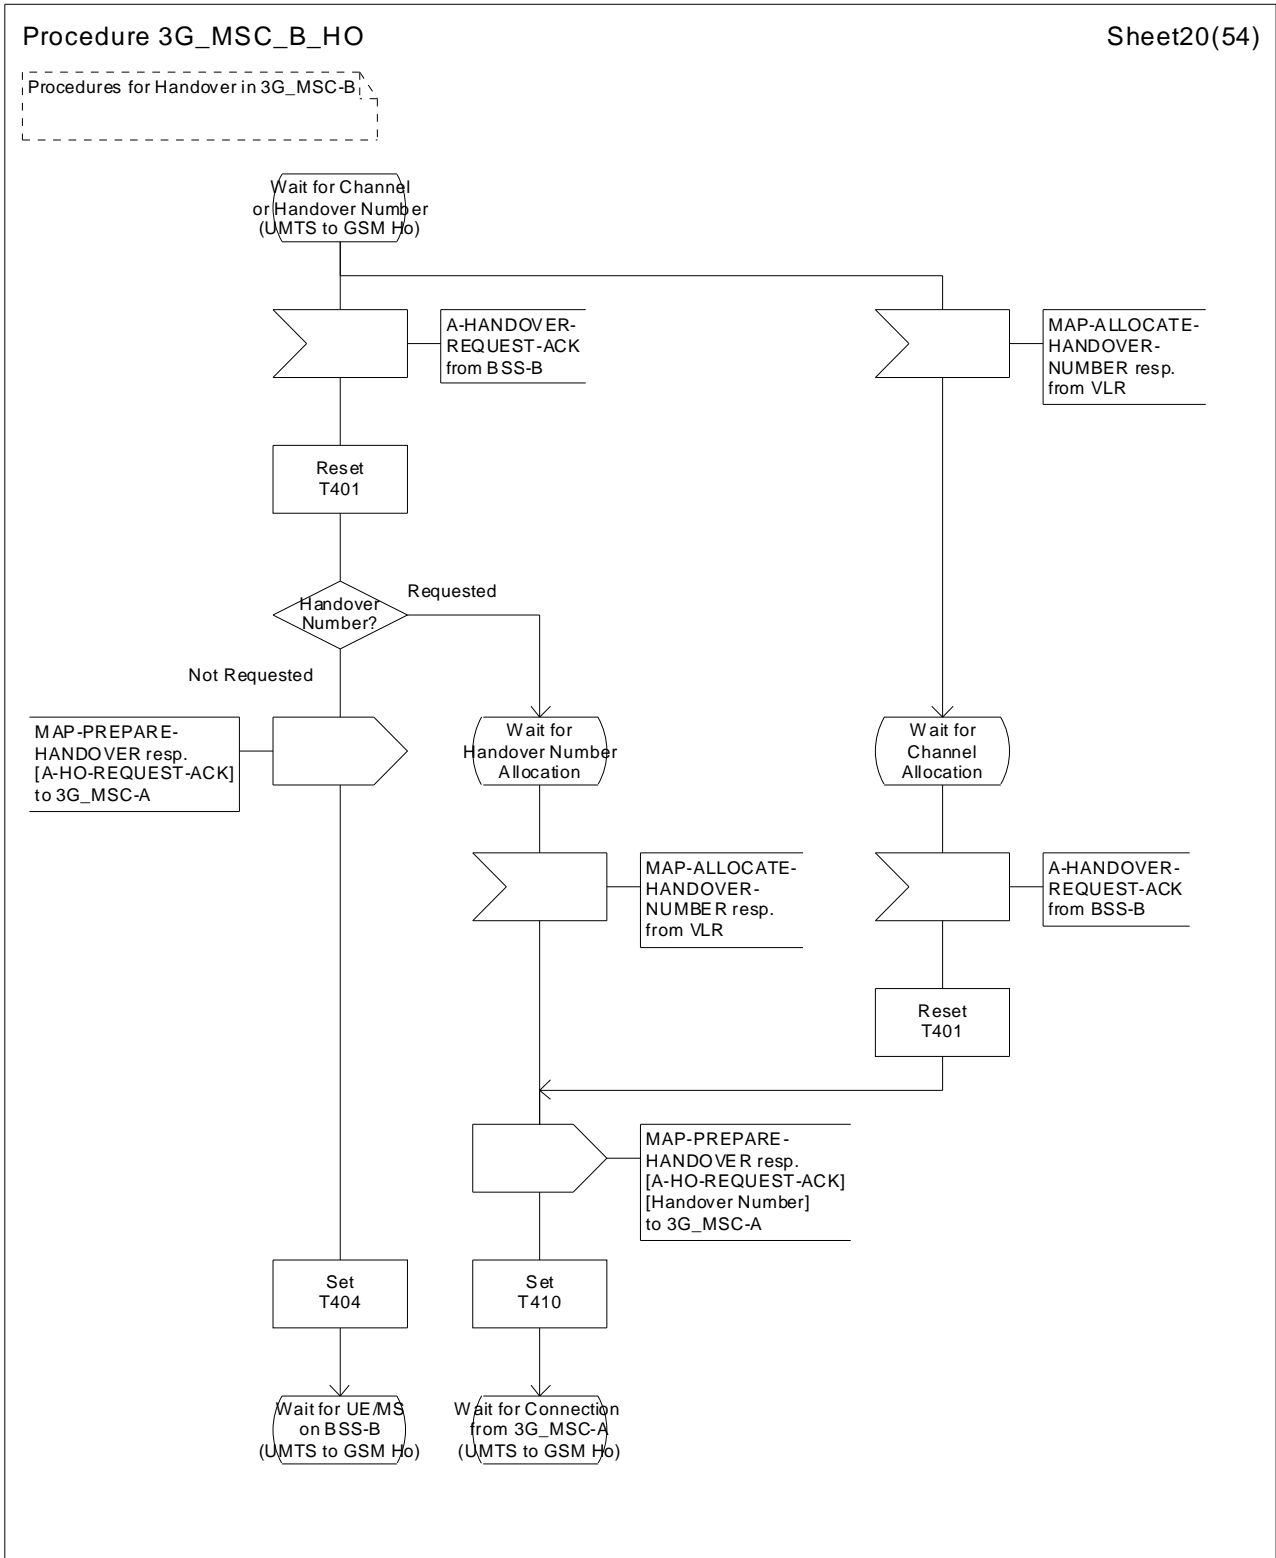 Procedure 3G_MSC_B_HO
Sheet20(54)
Procedures for Handover in 3G_MSC-B
Wait for Channel
or Handover Number
(UMTS to GSM Ho)
A-HANDOVER-
REQUEST-ACK
from BSS-B
MAP-ALLOCATE-
HANDOVER-
NUMBER resp.
from VLR
Reset
T401
Handover
Number?
Requested
Not Requested
MAP-PREPARE-
HANDOVER resp.
[A-HO-REQUEST-ACK]
to 3G_MSC-A
Wait for
Handover Number
Allocation
Wait for
Channel
Allocation
MAP-ALLOCATE-
HANDOVER-
NUMBER resp.
from VLR
A-HANDOVER-
REQUEST-ACK
from BSS-B
Reset
T401
MAP-PREPARE-
HANDOVER resp.
[A-HO-REQUEST-ACK]
[Handover Number]
to 3G_MSC-A
Set
T404
Set
T410
Wait for UE/MS
on BSS-B
(UMTS to GSM Ho)
Wait for Connection
from 3G_MSC-A
(UMTS to GSM Ho)